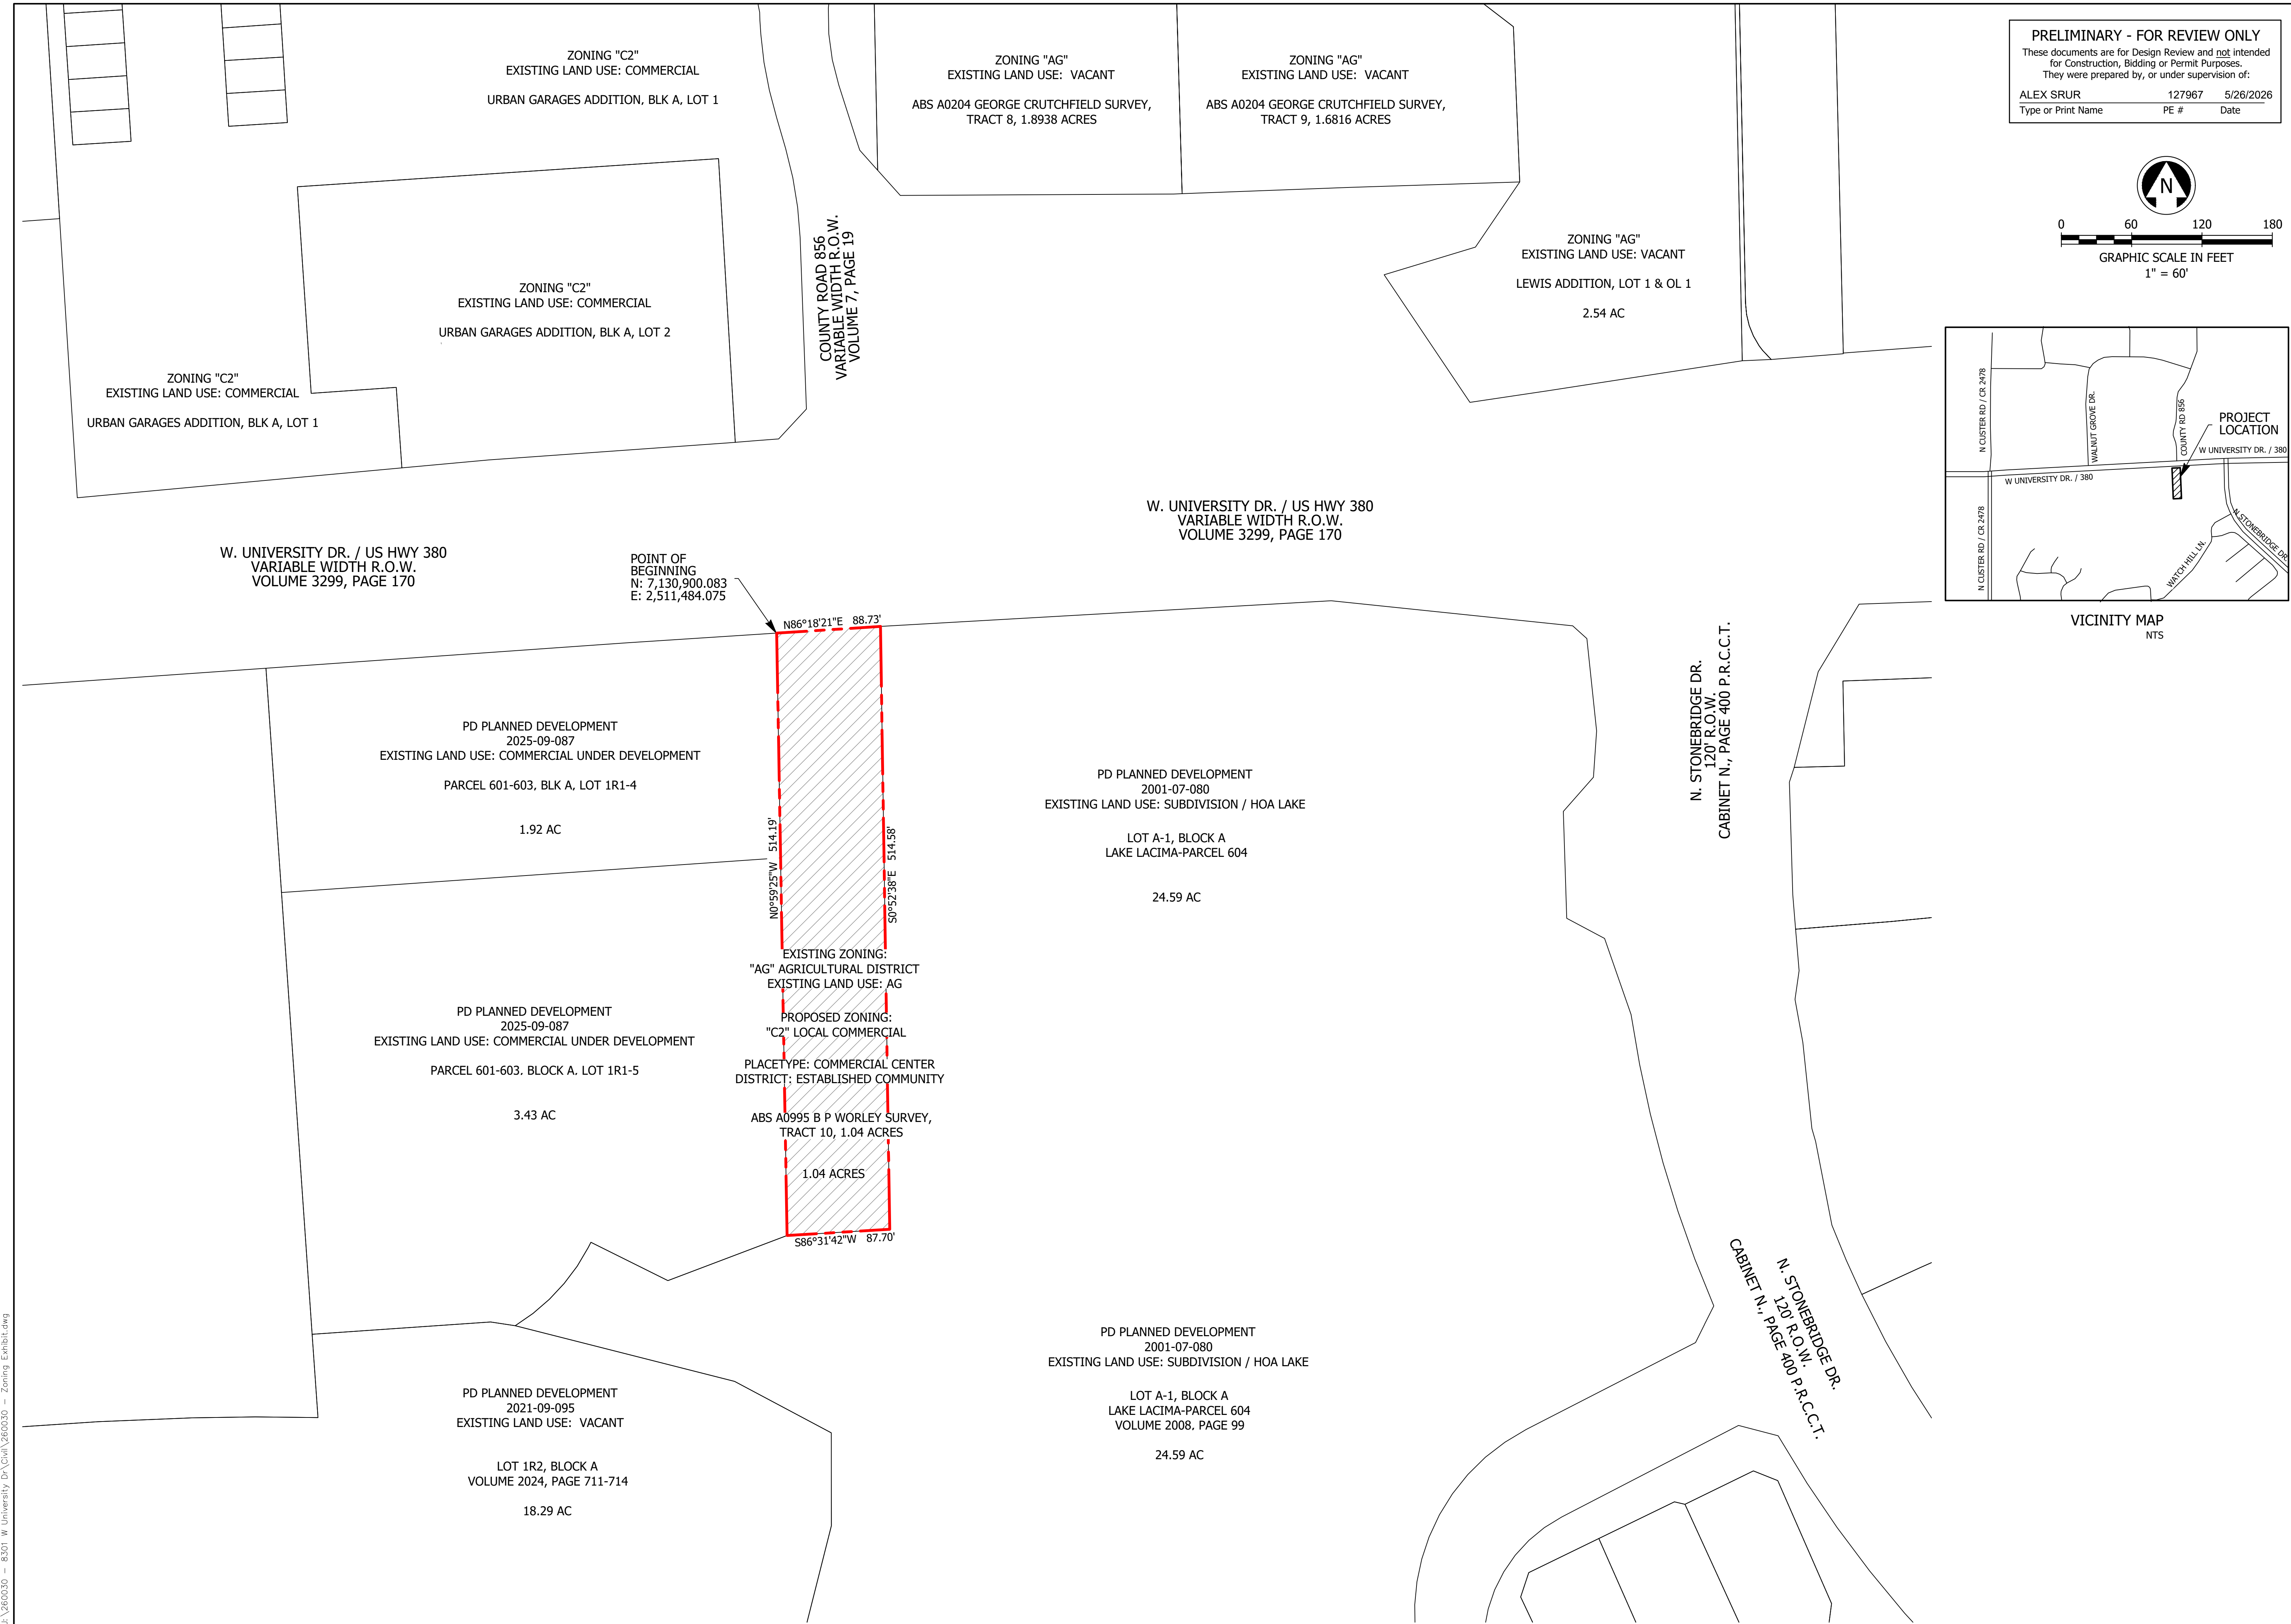 ZONING "C2"
EXISTING LAND USE: COMMERCIAL
URBAN GARAGES ADDITION, BLK A, LOT 1
ZONING "AG"
EXISTING LAND USE:  VACANT
ABS A0204 GEORGE CRUTCHFIELD SURVEY,
TRACT 8, 1.8938 ACRES
ZONING "AG"
EXISTING LAND USE:  VACANT
ABS A0204 GEORGE CRUTCHFIELD SURVEY,
TRACT 9, 1.6816 ACRES
PRELIMINARY - FOR REVIEW ONLY
These documents are for Design Review and not intended
for Construction, Bidding or Permit Purposes.
They were prepared by, or under supervision of:
ALEX SRUR 127967 5/26/2026
Type or Print Name PE # Date
N
0 60 120 180
GRAPHIC SCALE IN FEET
1" = 60'
ZONING "C2"
EXISTING LAND USE: COMMERCIAL
URBAN GARAGES ADDITION, BLK A, LOT 2
ZONING "C2"
EXISTING LAND USE: COMMERCIAL
URBAN GARAGES ADDITION, BLK A, LOT 1
COUNTY ROAD 856
VARIABLE WIDTH R.O.W.
VOLUME 7, PAGE 19
ZONING "AG"
EXISTING LAND USE: VACANT
LEWIS ADDITION, LOT 1 & OL 1
2.54 AC
N CUSTER RD / CR 2478
WALNUT GROVE DR.
COUNTY RD 856
PROJECT
LOCATION
W UNIVERSITY DR. / 380
W UNIVERSITY DR. / 380
N CUSTER RD / CR 2478
WATCH HILL LN.
N STONEBRIDGE DR.
VICINITY MAP
NTS
W. UNIVERSITY DR. / US HWY 380
VARIABLE WIDTH R.O.W.
VOLUME 3299, PAGE 170
W. UNIVERSITY DR. / US HWY 380
VARIABLE WIDTH R.O.W.
VOLUME 3299, PAGE 170
POINT OF
BEGINNING
N: 7,130,900.083
E: 2,511,484.075
N86°18'21"E 88.73'
N0°59'25"W 514.19'
S0°52'38"E 514.58'
S86°31'42"W 87.70'
PD PLANNED DEVELOPMENT
2025-09-087
EXISTING LAND USE: COMMERCIAL UNDER DEVELOPMENT
PARCEL 601-603, BLK A, LOT 1R1-4
1.92 AC
PD PLANNED DEVELOPMENT
2001-07-080
EXISTING LAND USE: SUBDIVISION / HOA LAKE
LOT A-1, BLOCK A
LAKE LACIMA-PARCEL 604
24.59 AC
N. STONEBRIDGE DR.
120' R.O.W.
CABINET N., PAGE 400 P.R.C.C.T.
EXISTING ZONING:
"AG" AGRICULTURAL DISTRICT
EXISTING LAND USE: AG
PROPOSED ZONING:
"C2" LOCAL COMMERCIAL
PLACETYPE: COMMERCIAL CENTER
DISTRICT: ESTABLISHED COMMUNITY
ABS A0995 B P WORLEY SURVEY,
TRACT 10, 1.04 ACRES
1.04 ACRES
PD PLANNED DEVELOPMENT
2025-09-087
EXISTING LAND USE: COMMERCIAL UNDER DEVELOPMENT
PARCEL 601-603, BLOCK A, LOT 1R1-5
3.43 AC
PD PLANNED DEVELOPMENT
2021-09-095
EXISTING LAND USE:  VACANT
LOT 1R2, BLOCK A
VOLUME 2024, PAGE 711-714
18.29 AC
PD PLANNED DEVELOPMENT
2001-07-080
EXISTING LAND USE: SUBDIVISION / HOA LAKE
LOT A-1, BLOCK A
LAKE LACIMA-PARCEL 604
VOLUME 2008, PAGE 99
24.59 AC
N. STONEBRIDGE DR.
120' R.O.W.
CABINET N., PAGE 400 P.R.C.C.T.
J:\260030 - 8301 W University Dr\Civil\260030 - Zoning Exhibit.dwg